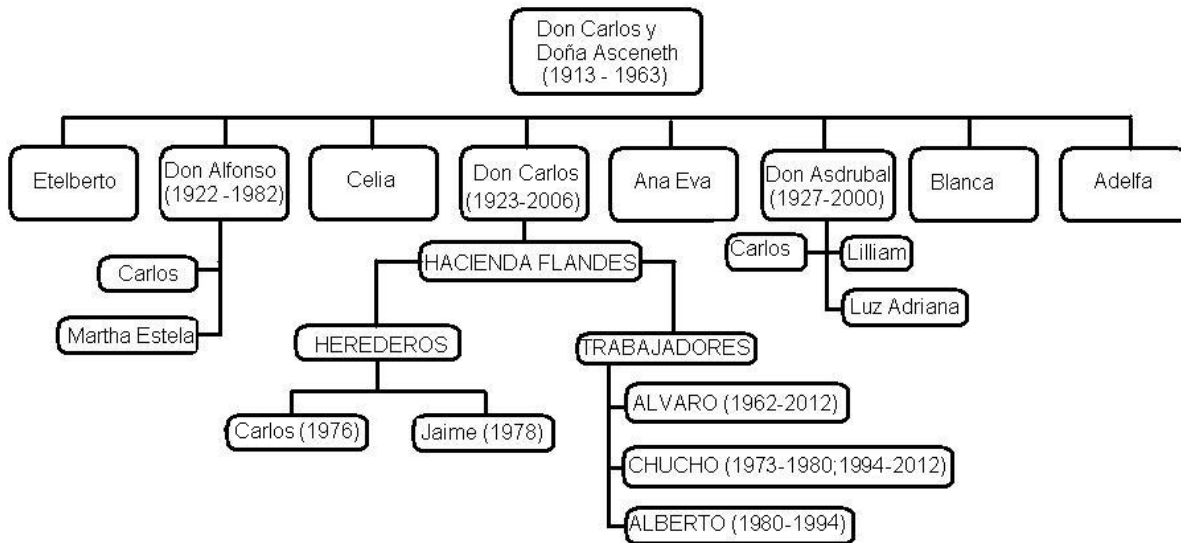 Don Carlos y
Doña Asceneth
(1913 - 1963)
Etelberto
Don Alfonso
(1922 -1982)
Celia
Don Carlos
(1923-2006)
Ana Eva
Don Asdrubal
(1927-2000)
Blanca
Adelfa
Carlos
Martha Estela
HACIENDA FLANDES
Carlos
Lilliam
Luz Adriana
HEREDEROS
TRABAJADORES
Carlos (1976)
Jaime (1978)
ALVARO (1962-2012)
CHUCHO (1973-1980;1994-2012)
ALBERTO (1980-1994)